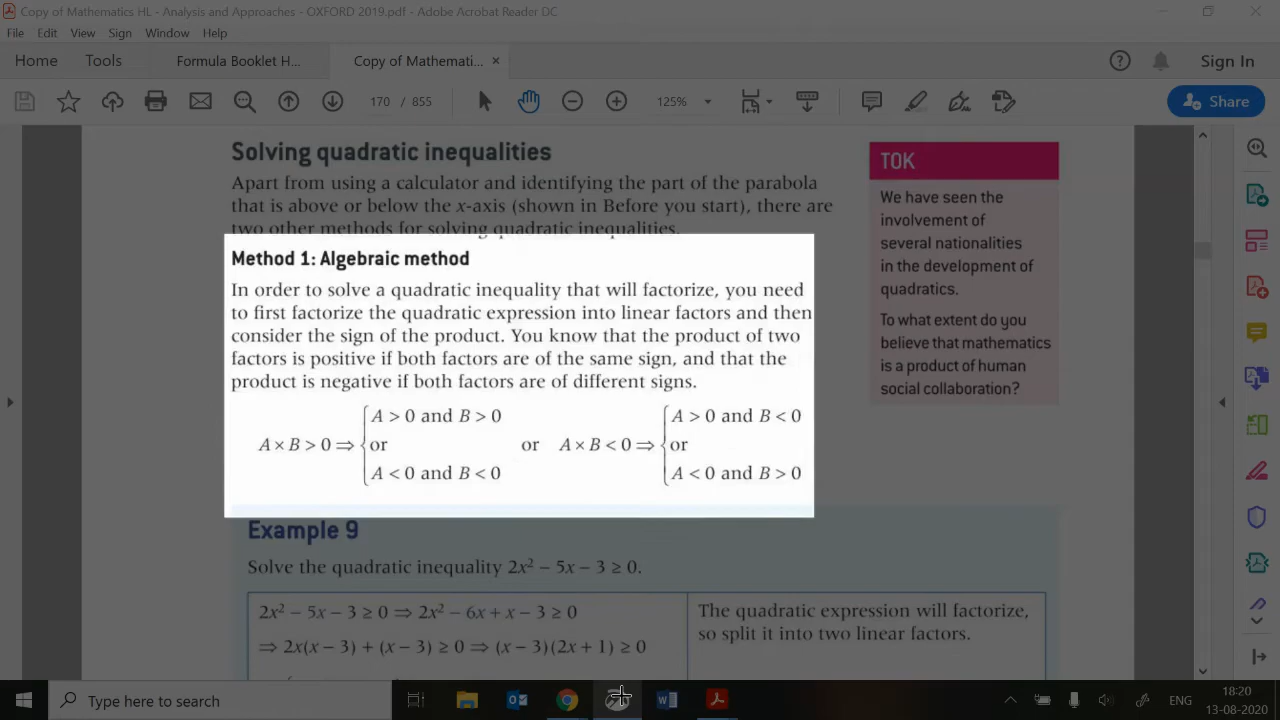 Copy of Mathematics HL - Analysis and Approaches - OXFORD 2019.pdf - Adobe Acrobat Reader DC
File Edit View Sign Window Help
Home Tools Formula Booklet H... Copy of Mathemati... ×
170 / 855 125% Sign In Share
Solving quadratic inequalities
Apart from using a calculator and identifying the part of the parabola
that is above or below the x-axis (shown in Before you start), there are
two other methods for solving quadratic inequalities.
Method 1: Algebraic method
In order to solve a quadratic inequality that will factorize, you need
to first factorize the quadratic expression into linear factors and then
consider the sign of the product. You know that the product of two
factors is positive if both factors are of the same sign, and that the
product is negative if both factors are of different signs.
A > 0 and B > 0 A > 0 and B < 0
A × B > 0 ⇒ or or A × B < 0 ⇒ or
A < 0 and B < 0 A < 0 and B > 0
TOK
We have seen the
involvement of
several nationalities
in the development of
quadratics.
To what extent do you
believe that mathematics
is a product of human
social collaboration?
Example 9
Solve the quadratic inequality 2x² − 5x − 3 ≥ 0.
2x² − 5x − 3 ≥ 0 ⇒ 2x² − 6x + x − 3 ≥ 0
⇒ 2x(x − 3) + (x − 3) ≥ 0 ⇒ (x − 3)(2x + 1) ≥ 0
The quadratic expression will factorize,
so split it into two linear factors.
Type here to search
ENG
18:20
13-08-2020